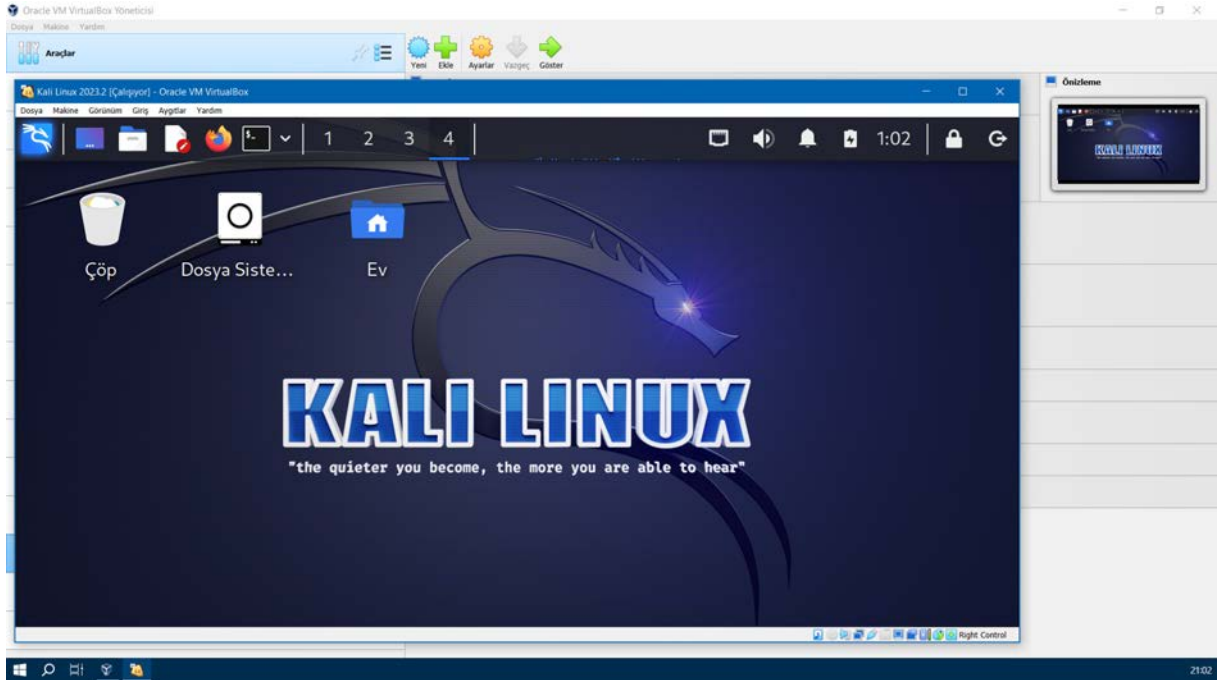 Oracle VM VirtualBox Yöneticisi
Dosya Makine Yardım
Araçlar
Yeni Ekle Ayarlar Vazgeç Göster
Önizleme
Kali Linux 2023.2 [Çalışıyor] - Oracle VM VirtualBox
Dosya Makine Görünüm Giriş Aygıtlar Yardım
1 2 3 4
1:02
KALI LINUX
Çöp
Dosya Siste...
Ev
KALI LINUX
"the quieter you become, the more you are able to hear"
Right Control
21:02